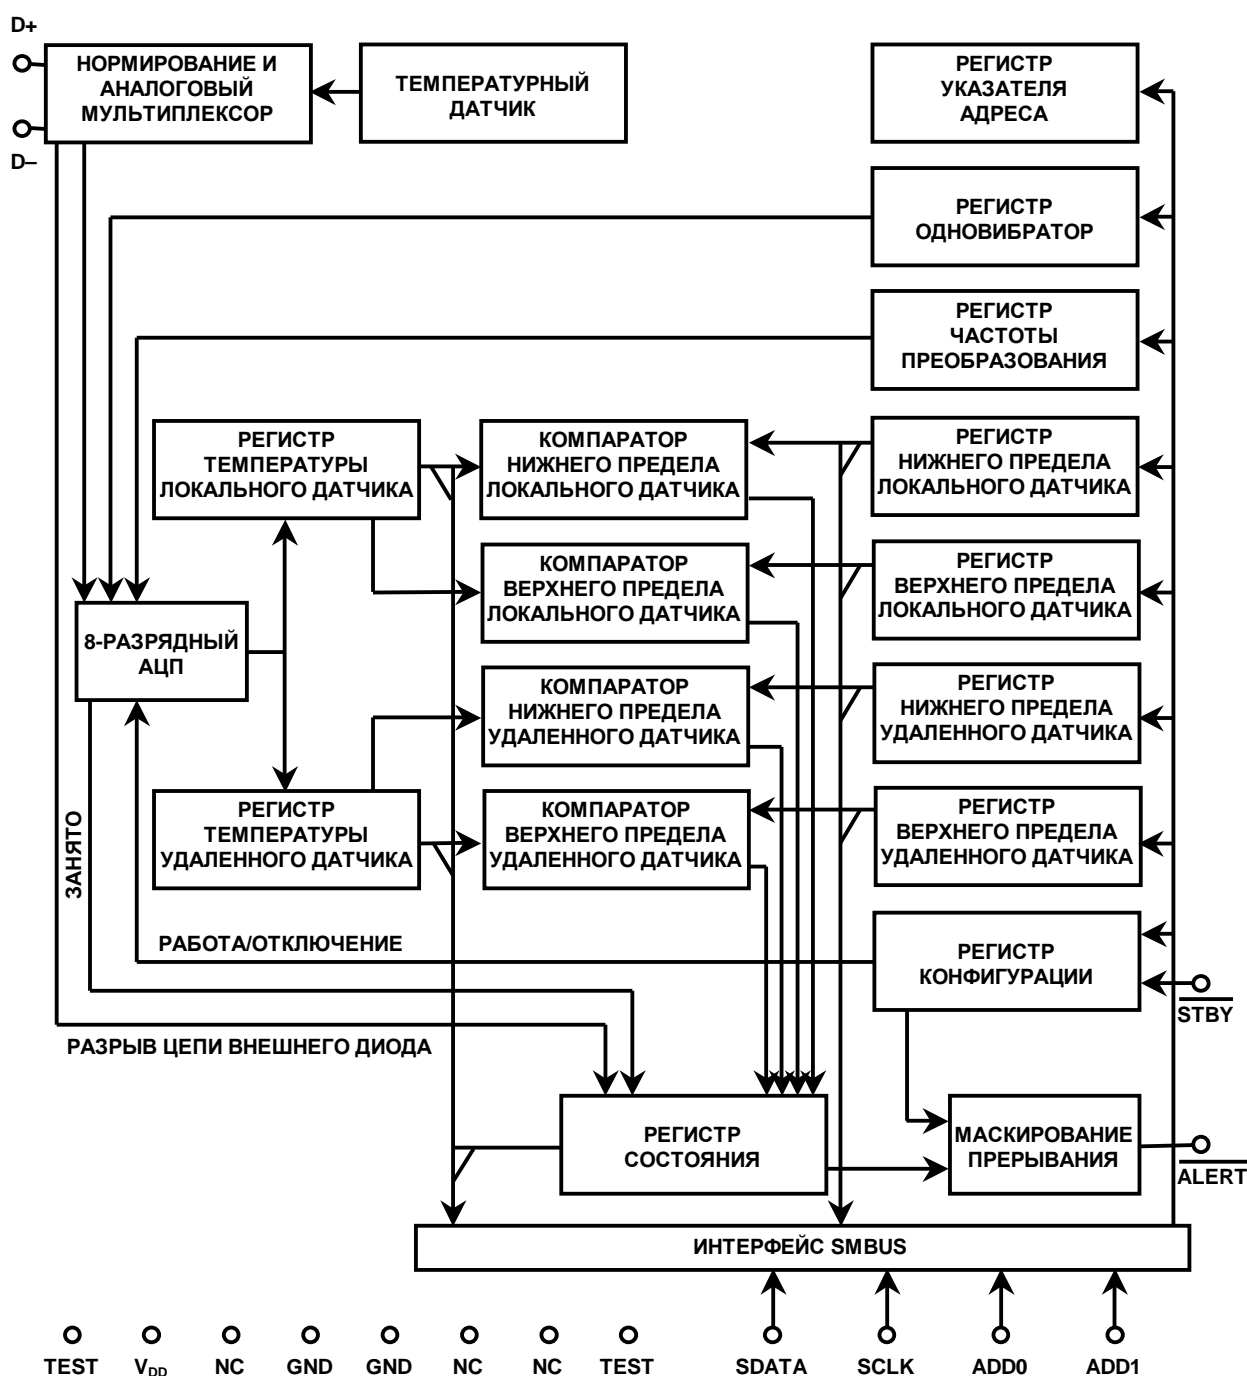 D+
НОРМИРОВАНИЕ И
АНАЛОГОВЫЙ
МУЛЬТИПЛЕКСОР
D–
ТЕМПЕРАТУРНЫЙ
ДАТЧИК
РЕГИСТР
УКАЗАТЕЛЯ
АДРЕСА
РЕГИСТР
ОДНОВИБРАТОР
РЕГИСТР
ЧАСТОТЫ
ПРЕОБРАЗОВАНИЯ
РЕГИСТР
ТЕМПЕРАТУРЫ
ЛОКАЛЬНОГО ДАТЧИКА
КОМПАРАТОР
НИЖНЕГО ПРЕДЕЛА
ЛОКАЛЬНОГО ДАТЧИКА
РЕГИСТР
НИЖНЕГО ПРЕДЕЛА
ЛОКАЛЬНОГО ДАТЧИКА
КОМПАРАТОР
ВЕРХНЕГО ПРЕДЕЛА
ЛОКАЛЬНОГО ДАТЧИКА
РЕГИСТР
ВЕРХНЕГО ПРЕДЕЛА
ЛОКАЛЬНОГО ДАТЧИКА
8-РАЗРЯДНЫЙ
АЦП
КОМПАРАТОР
НИЖНЕГО ПРЕДЕЛА
УДАЛЕННОГО ДАТЧИКА
РЕГИСТР
НИЖНЕГО ПРЕДЕЛА
УДАЛЕННОГО ДАТЧИКА
ЗАНЯТО
РЕГИСТР
ТЕМПЕРАТУРЫ
УДАЛЕННОГО ДАТЧИКА
КОМПАРАТОР
ВЕРХНЕГО ПРЕДЕЛА
УДАЛЕННОГО ДАТЧИКА
РЕГИСТР
ВЕРХНЕГО ПРЕДЕЛА
УДАЛЕННОГО ДАТЧИКА
РАБОТА/ОТКЛЮЧЕНИЕ
РЕГИСТР
КОНФИГУРАЦИИ
STBY
РАЗРЫВ ЦЕПИ ВНЕШНЕГО ДИОДА
РЕГИСТР
СОСТОЯНИЯ
МАСКИРОВАНИЕ
ПРЕРЫВАНИЯ
ALERT
ИНТЕРФЕЙС SMBUS
TEST
VDD
NC
GND
GND
NC
NC
TEST
SDATA
SCLK
ADD0
ADD1